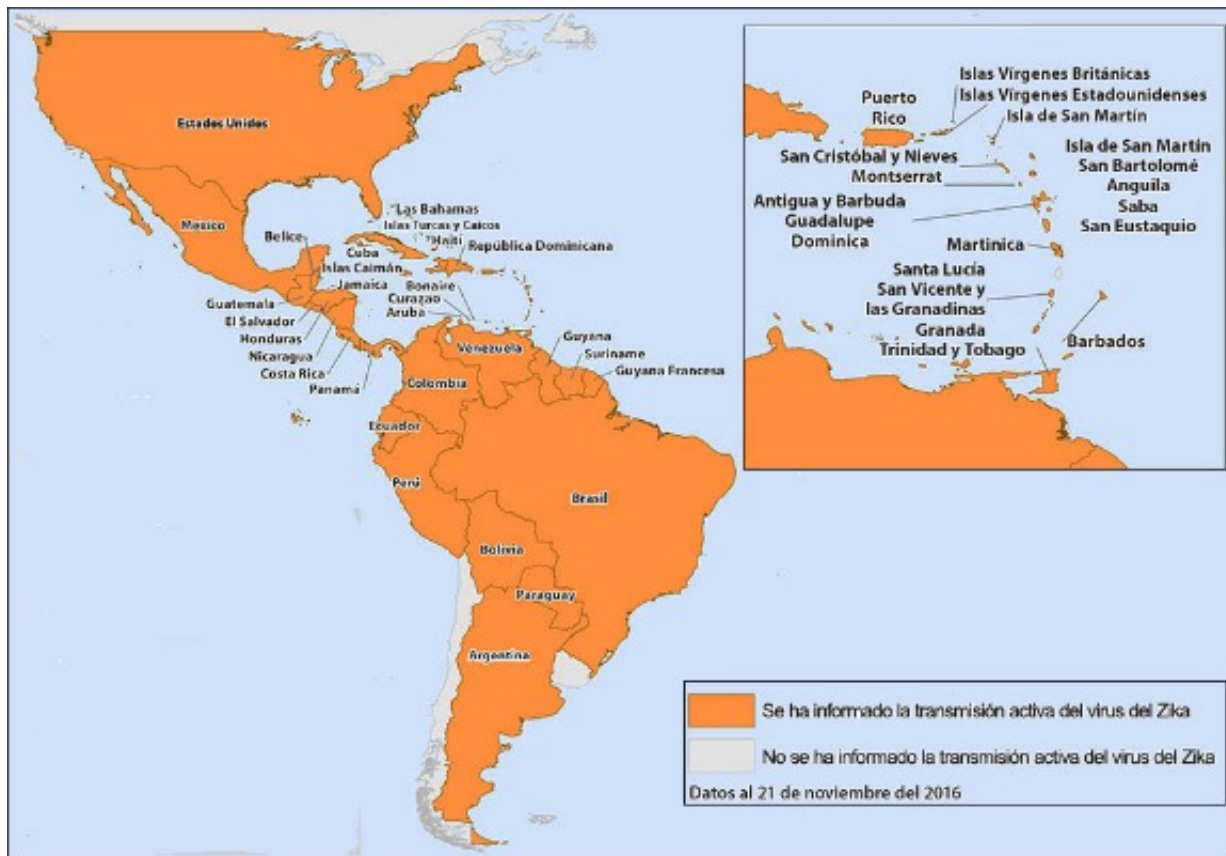 Estados Unidos
México
Las Bahamas
Islas Turcas y Caicos
Haití
República Dominicana
Belice
Cuba
Islas Caimán
Jamaica
Bonaire
Curazao
Aruba
Guatemala
El Salvador
Honduras
Nicaragua
Costa Rica
Panamá
Venezuela
Guyana
Suriname
Guyana Francesa
Colombia
Ecuador
Perú
Brasil
Bolivia
Paraguay
Argentina
Islas Vírgenes Británicas
Islas Vírgenes Estadounidenses
Isla de San Martín
Puerto
Rico
San Cristóbal y Nieves
Montserrat
Antigua y Barbuda
Guadalupe
Dominica
Isla de San Martín
San Bartolomé
Anguila
Saba
San Eustaquio
Martinica
Santa Lucía
San Vicente y
las Granadinas
Granada
Trinidad y Tobago
Barbados
Se ha informado la transmisión activa del virus del Zika
No se ha informado la transmisión activa del virus del Zika
Datos al 21 de noviembre del 2016